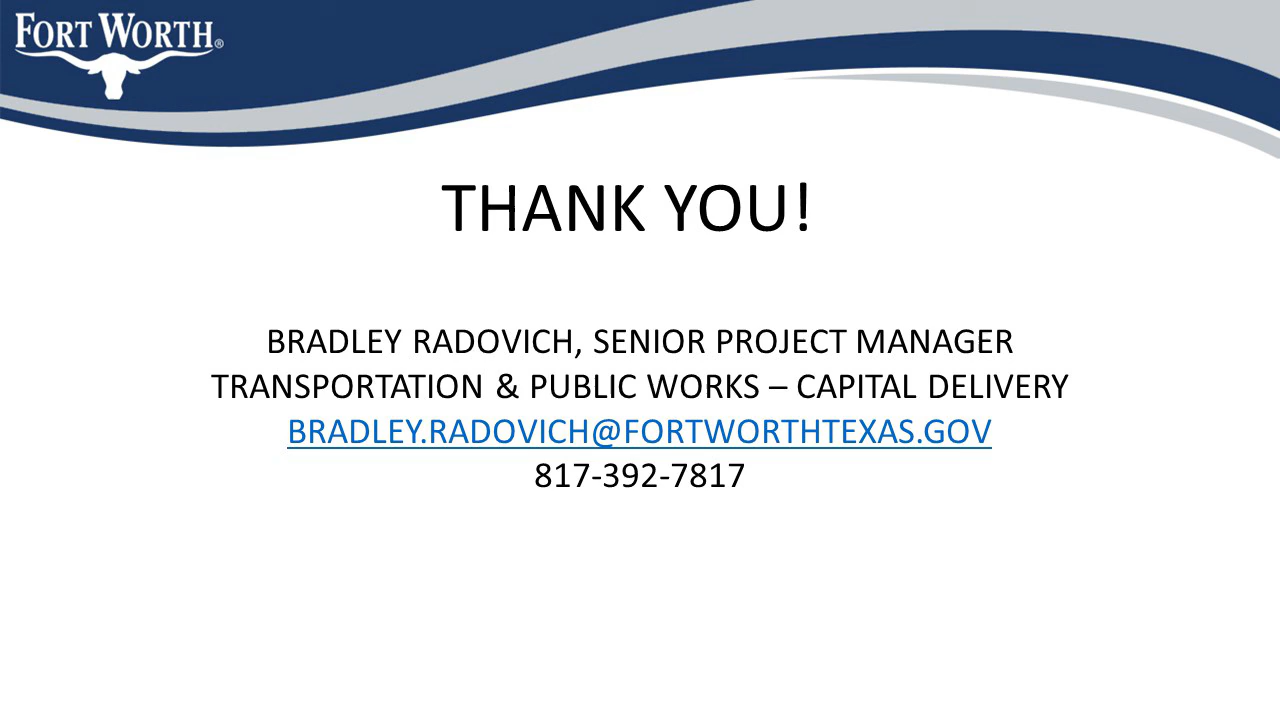 FORT WORTH®
THANK YOU!
BRADLEY RADOVICH, SENIOR PROJECT MANAGER
TRANSPORTATION & PUBLIC WORKS – CAPITAL DELIVERY
BRADLEY.RADOVICH@FORTWORTHTEXAS.GOV
817-392-7817